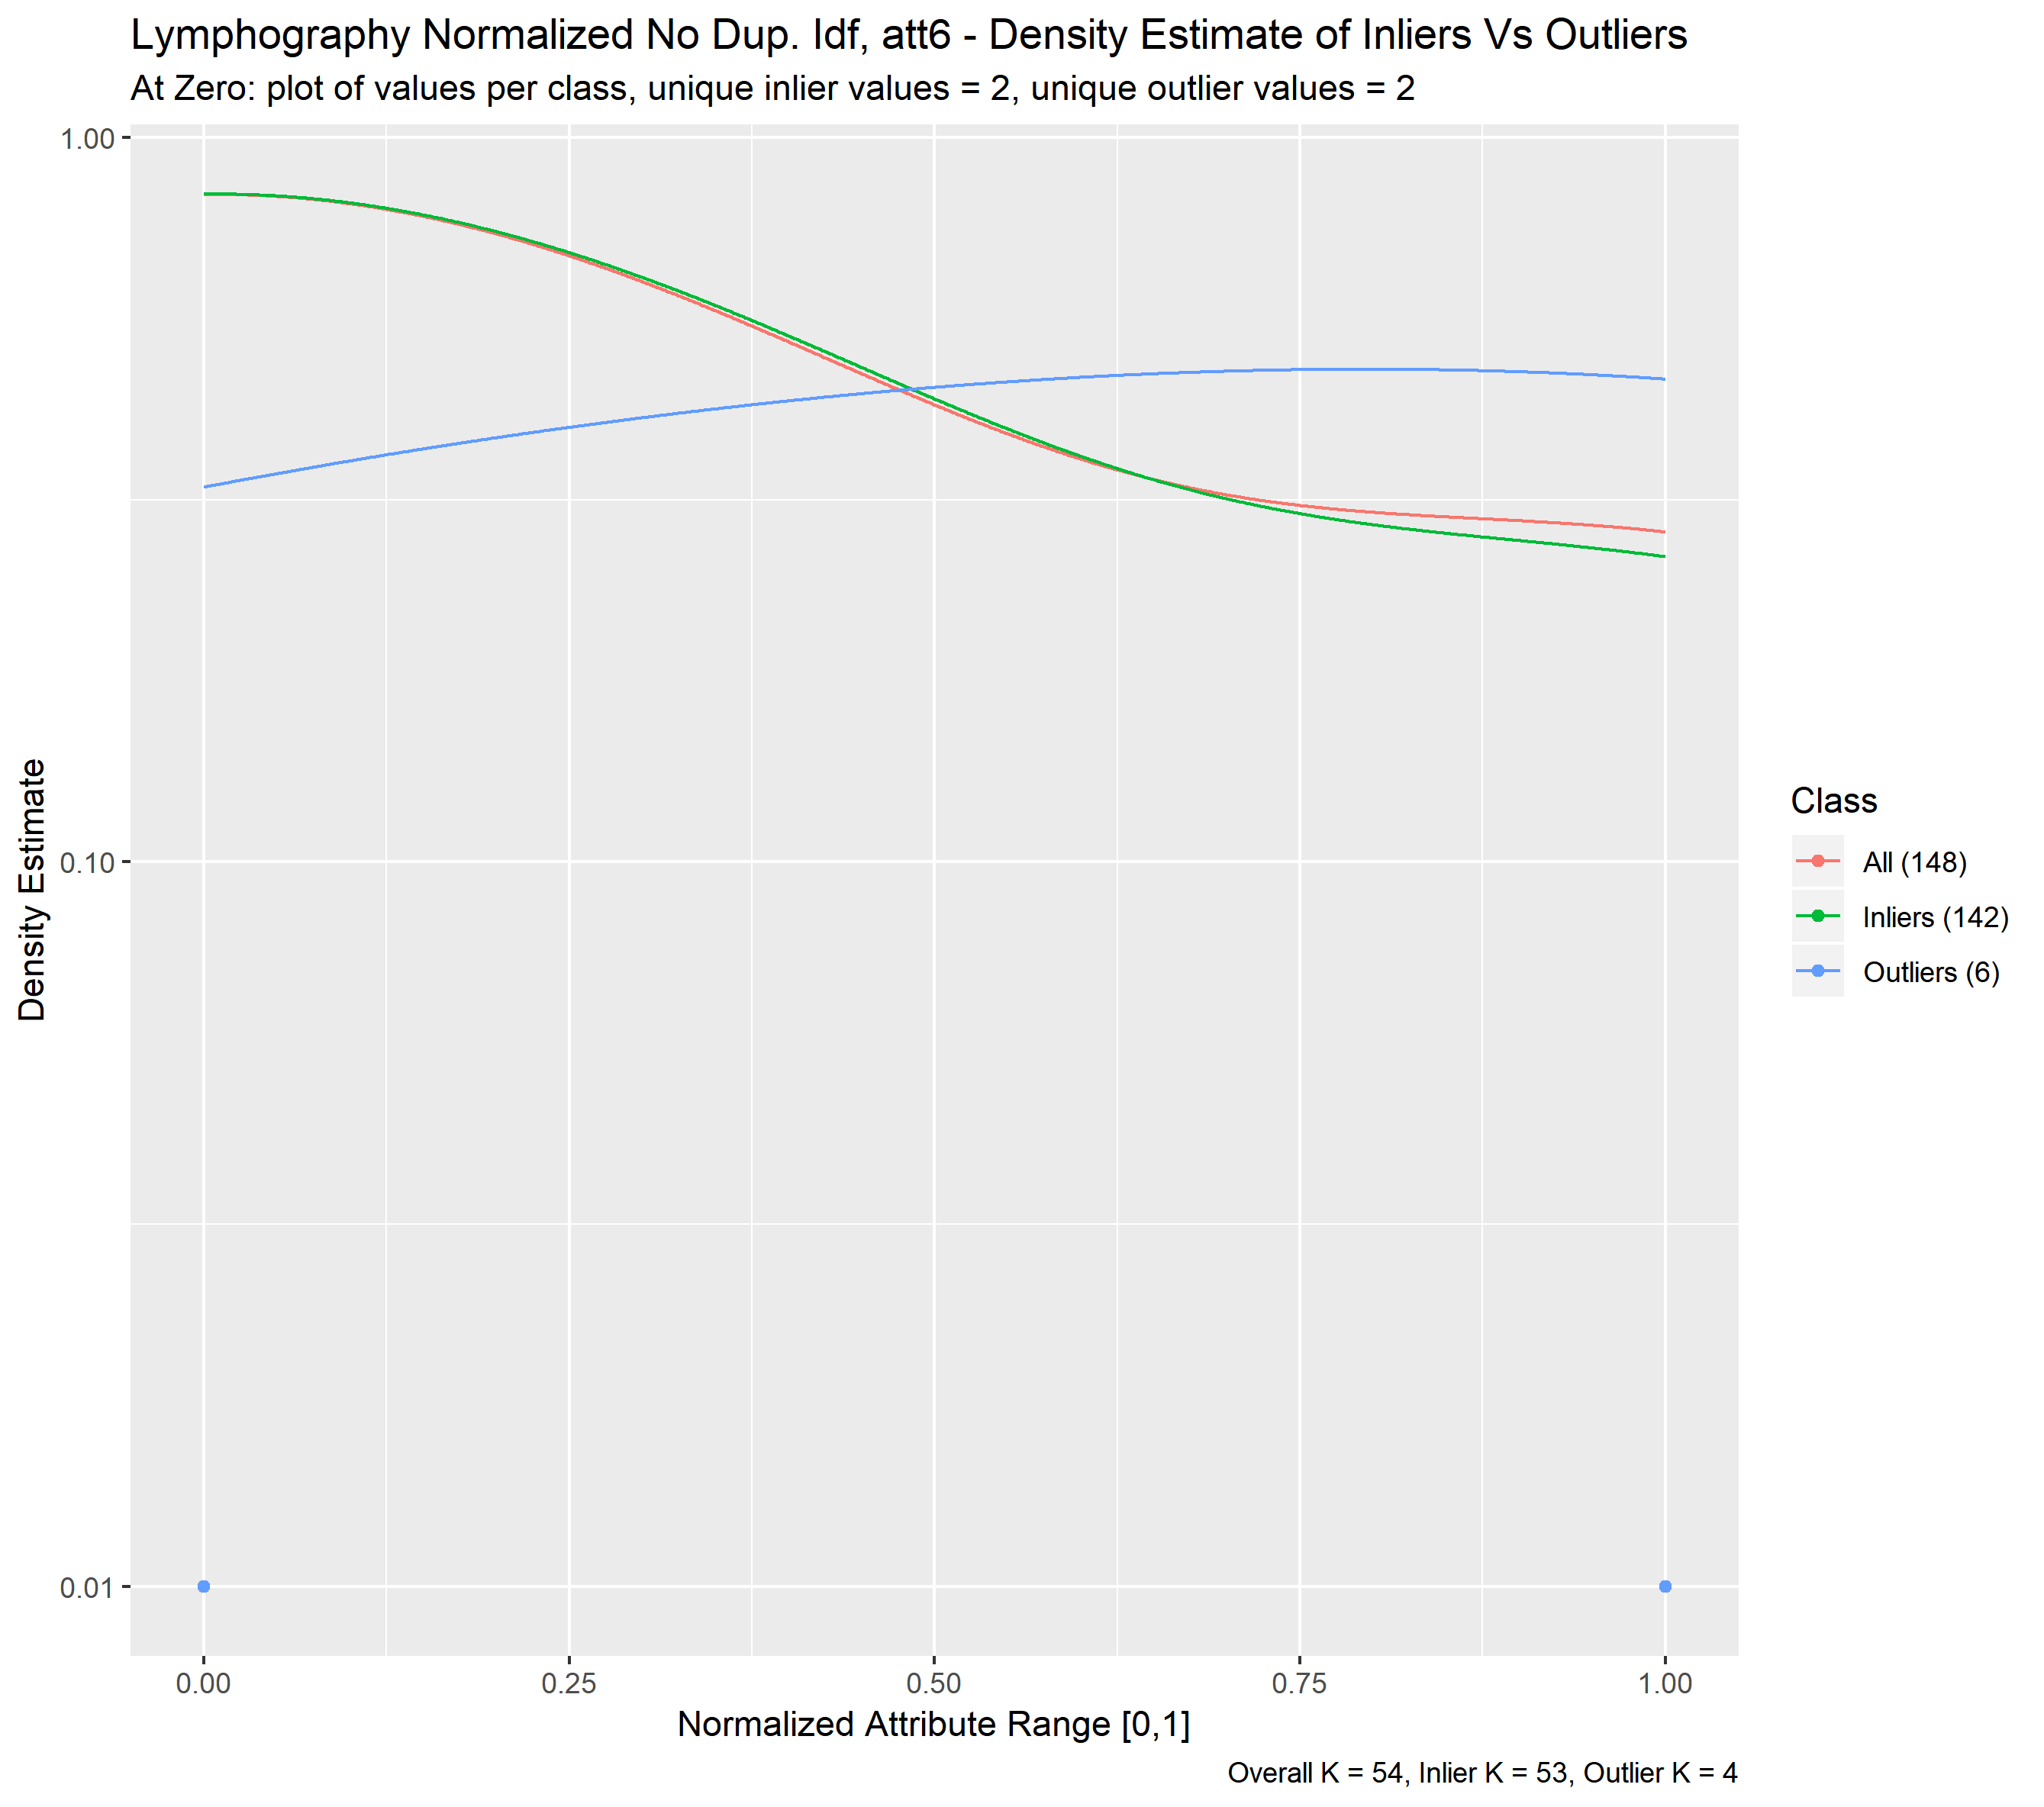 Lymphography Normalized No Dup. Idf, att6 - Density Estimate of Inliers Vs Outliers
At Zero: plot of values per class, unique inlier values = 2, unique outlier values = 2
1.00
0.10
0.01
Density Estimate
0.00 0.25 0.50 0.75 1.00
Normalized Attribute Range [0,1]
Class
All (148)
Inliers (142)
Outliers (6)
Overall K = 54, Inlier K = 53, Outlier K = 4